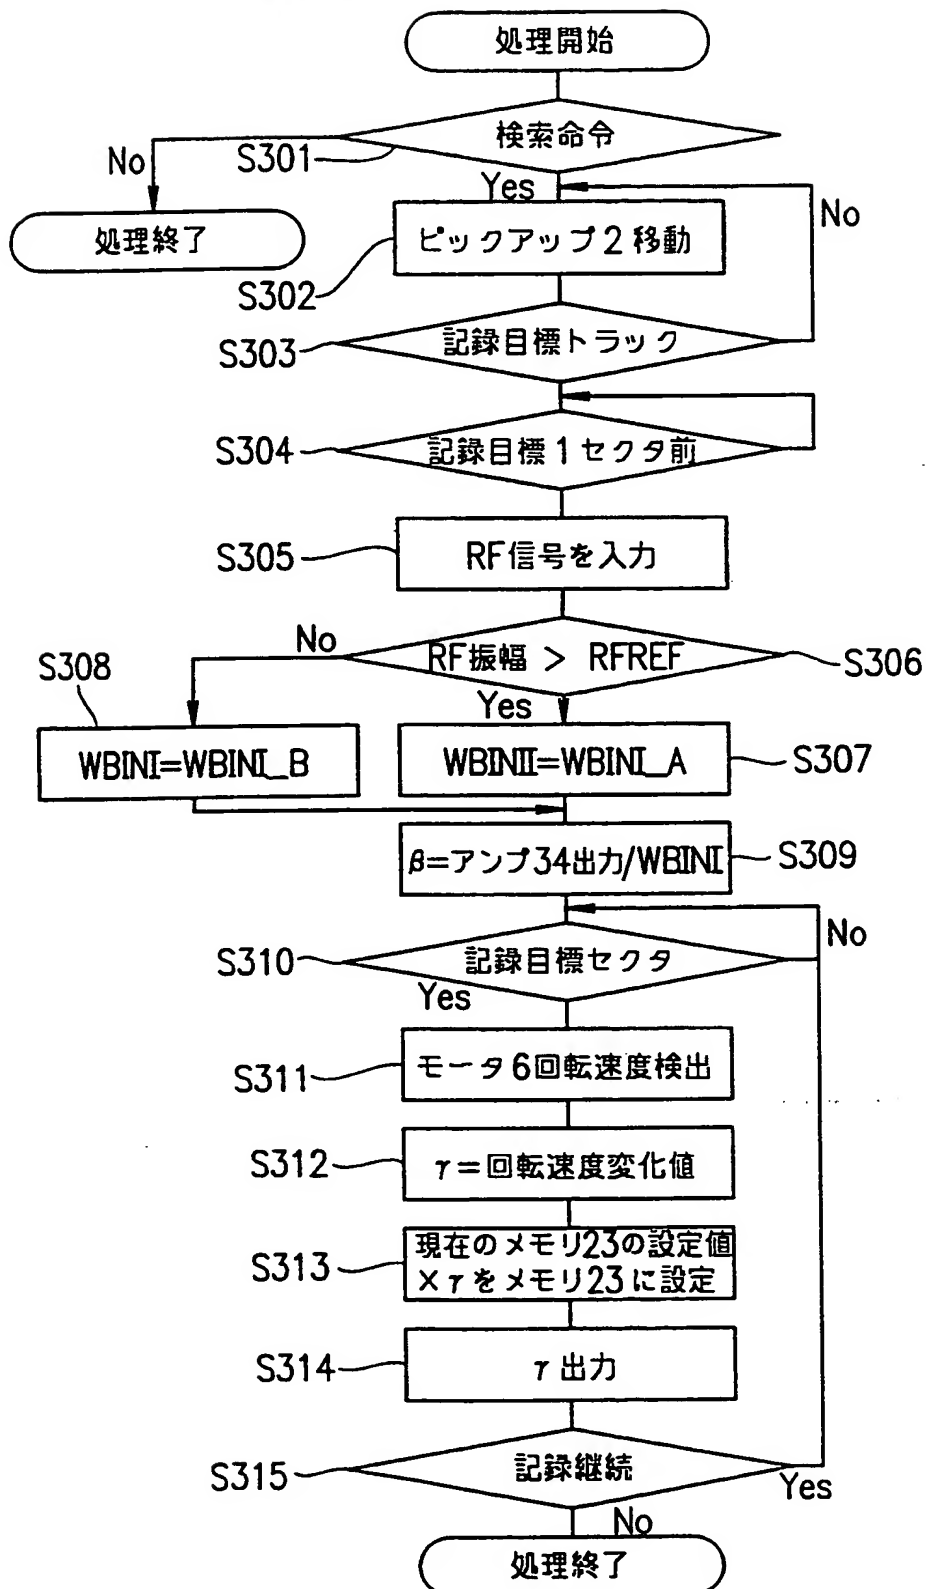 処理開始
検索命令
S301
No
Yes
処理終了
ピックアップ2移動
No
S302
記録目標トラック
S303
記録目標1セクタ前
S304
RF信号を入力
S305
RF振幅 > RFREF
No
S306
S308
Yes
WBINI=WBINI_B
WBINII=WBINI_A
S307
β=アンプ34出力/WBINI
S309
記録目標セクタ
No
S310
Yes
モータ6回転速度検出
S311
γ=回転速度変化値
S312
現在のメモリ23の設定値
×γをメモリ23に設定
S313
γ出力
S314
記録継続
S315
Yes
No
処理終了